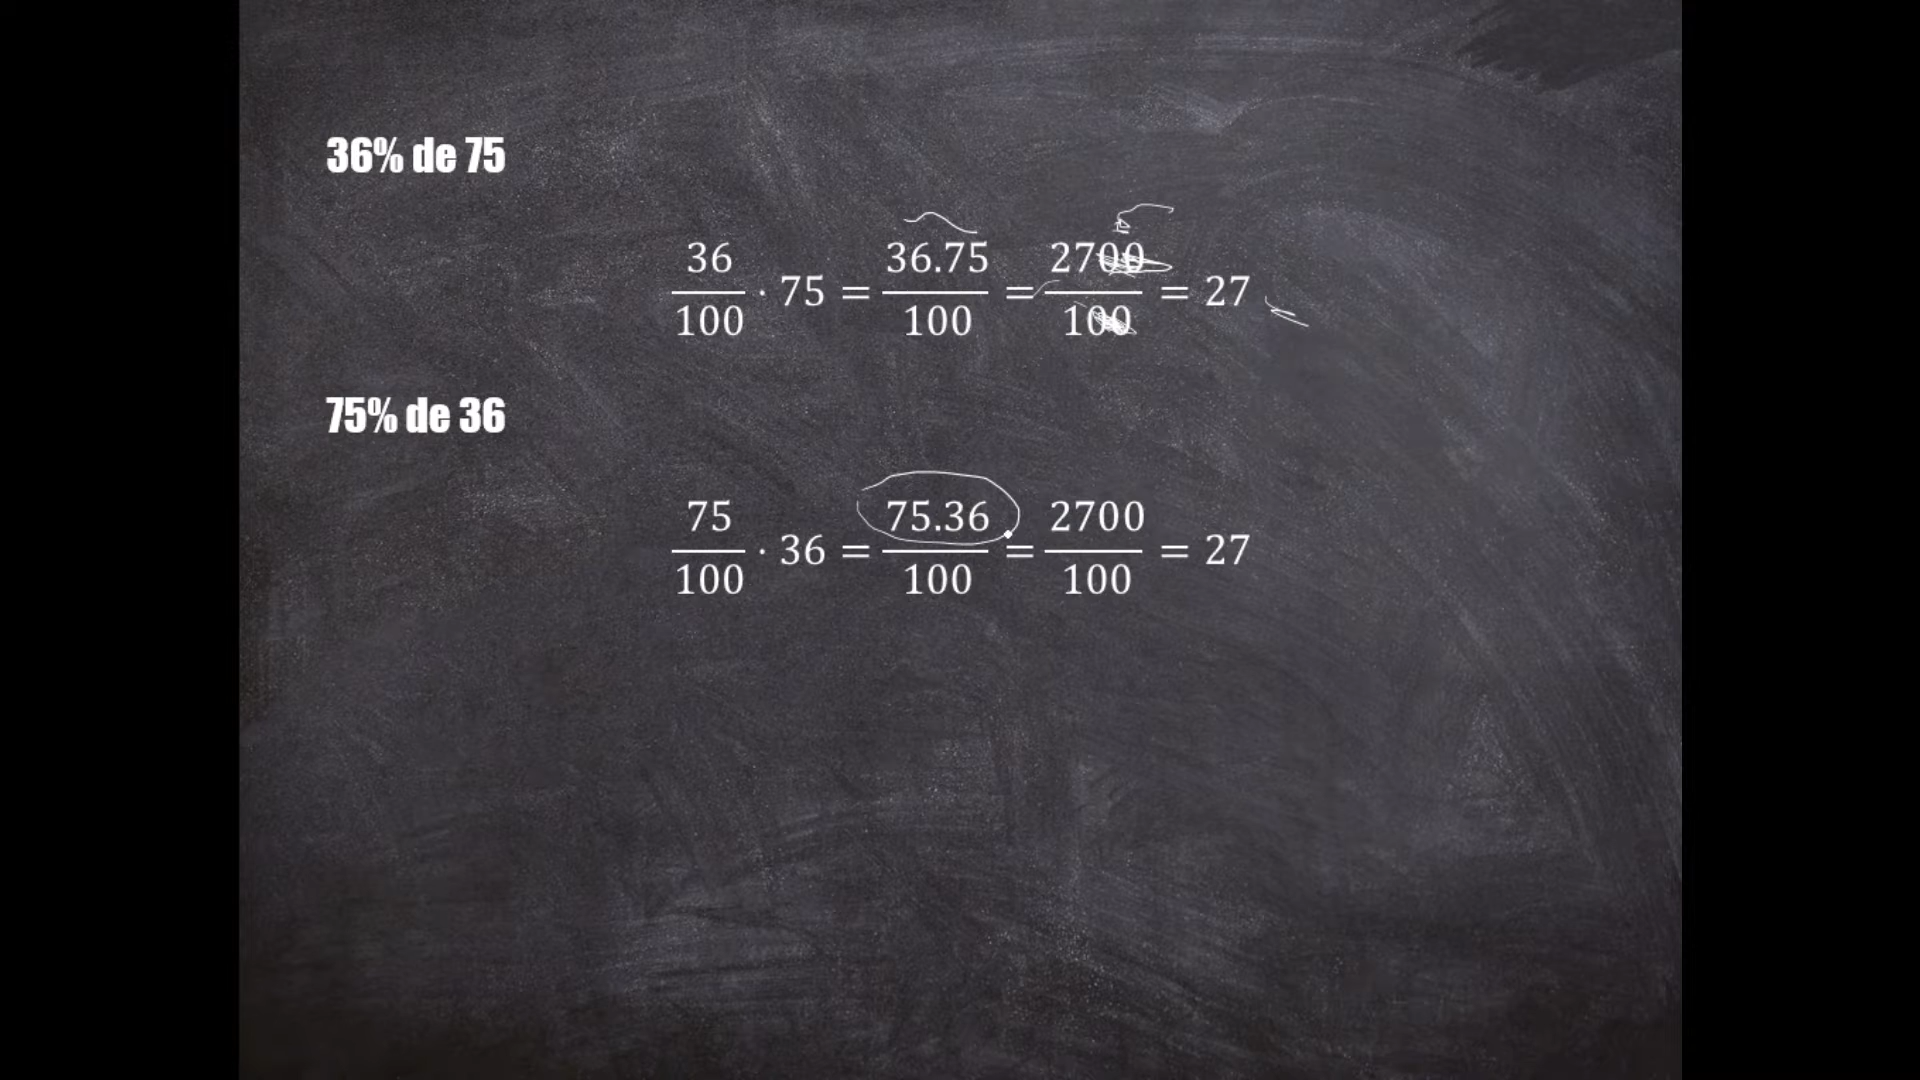 36% de 75
36/100 · 75 = 36.75/100 = 2700/100 = 27
75% de 36
75/100 · 36 = 75.36/100 = 2700/100 = 27